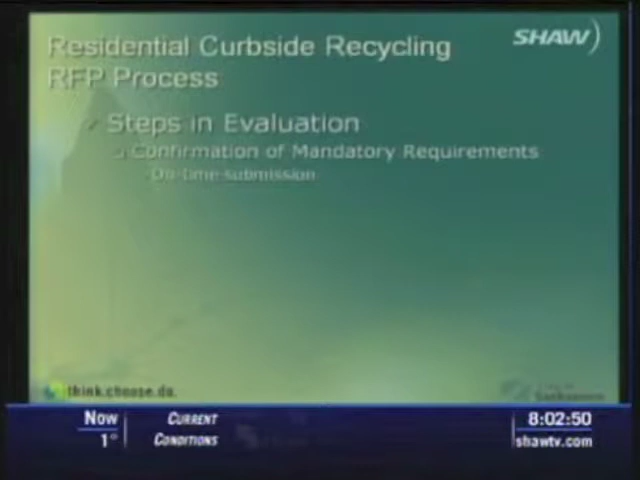 Residential Curbside Recycling
RFP Process
SHAW)
Steps in Evaluation
Confirmation of Mandatory Requirements
On-time submission
think.choose.do.
Saskatoon
Now
1°
CURRENT
CONDITIONS
8:02:50
shawtv.com